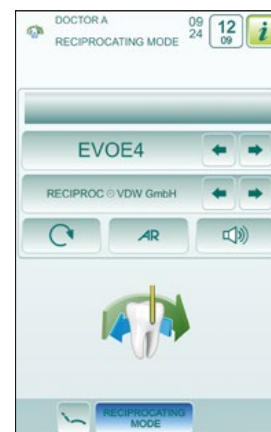 DOCTOR A
RECIPROCATING MODE
09
24
12
09
i
EVOE4
RECIPROC ® VDW GmbH
AR
RECIPROCATING
MODE